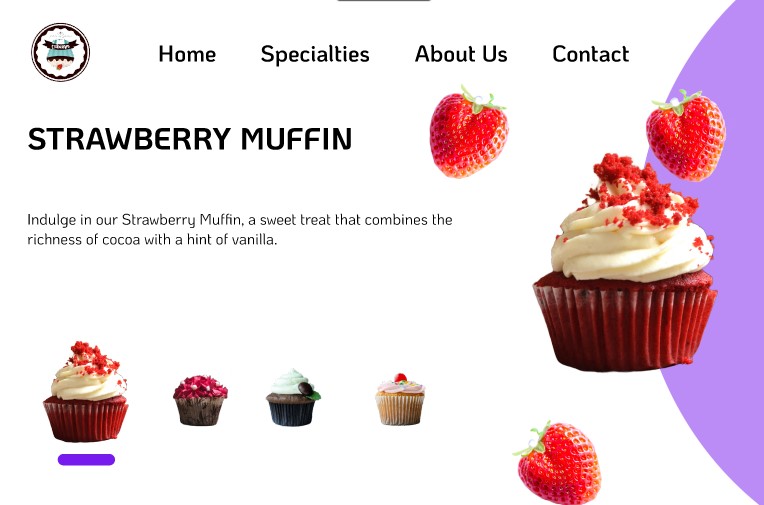 Home Specialties About Us Contact
STRAWBERRY MUFFIN
Indulge in our Strawberry Muffin, a sweet treat that combines the
richness of cocoa with a hint of vanilla.